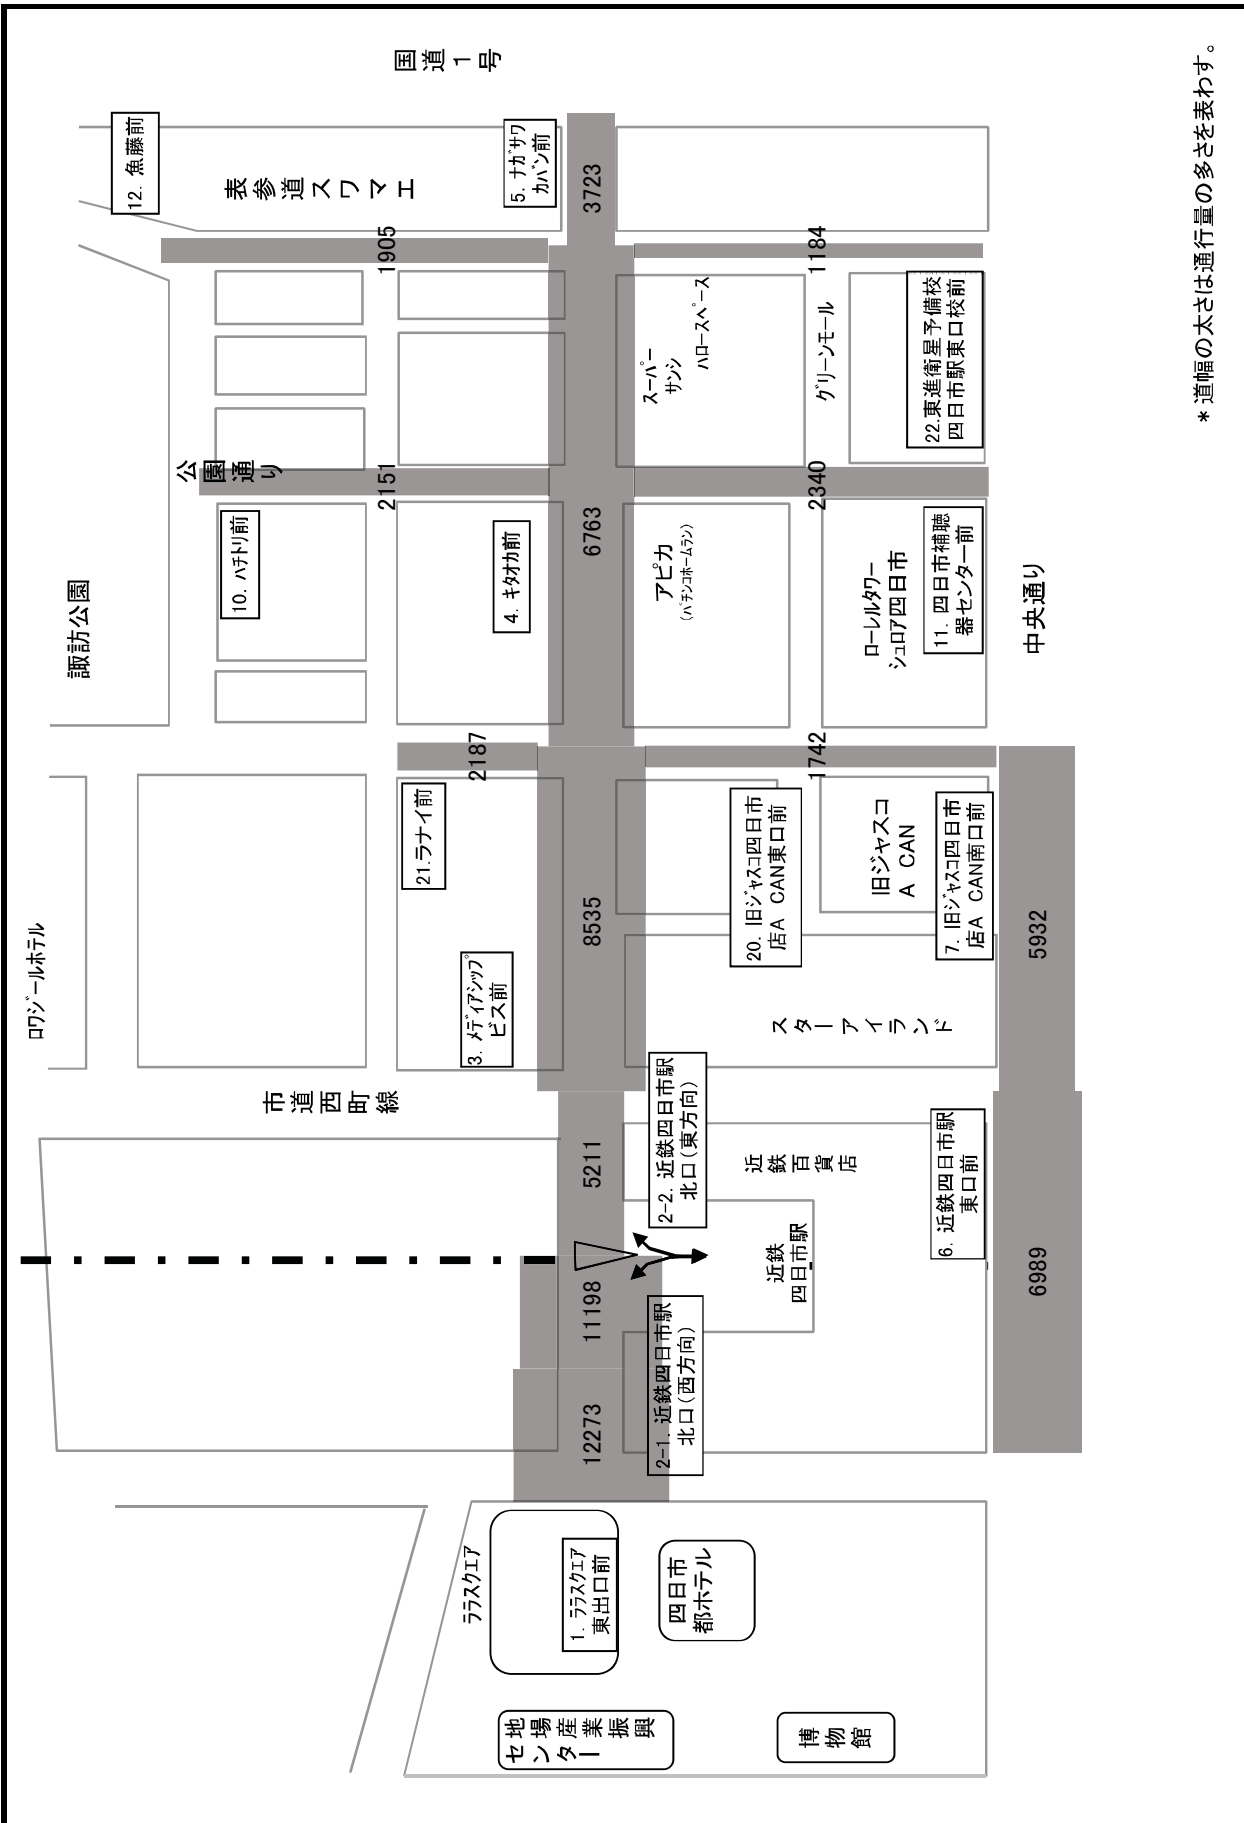 国道１号
＊道幅の太さは通行量の多さを表わす。
12．魚藤前
表参道スワマエ
5．ナガサワ
カバン前
3723
1905
1184
公園通り
2151
6763
2340
スーパー
サンシ
ハロースペース
グリーンモール
22.東進衛星予備校
四日市駅東口校前
諏訪公園
10．ハチトリ前
4．キタオカ前
アピカ
（パチンコホームラン）
ローレルタワー
シュロア四日市
11．四日市補聴
器センター前
中央通り
2187
1742
ロワジールホテル
21.ラナイ前
3．メディアシップ
ビス前
8535
20．旧ジャスコ四日市
店A CAN東口前
旧ジャスコ
A CAN
7．旧ジャスコ四日市
店A CAN南口前
5932
スターアイランド
市道西町線
5211
2-2．近鉄四日市駅
北口（東方向）
近鉄百貨店
6．近鉄四日市駅
東口前
近鉄
四日市駅
11198
6989
12273
2-1．近鉄四日市駅
北口（西方向）
ララスクエア
1．ララスクエア
東出口前
四日市
都ホテル
地場産業振興
センター
博物館